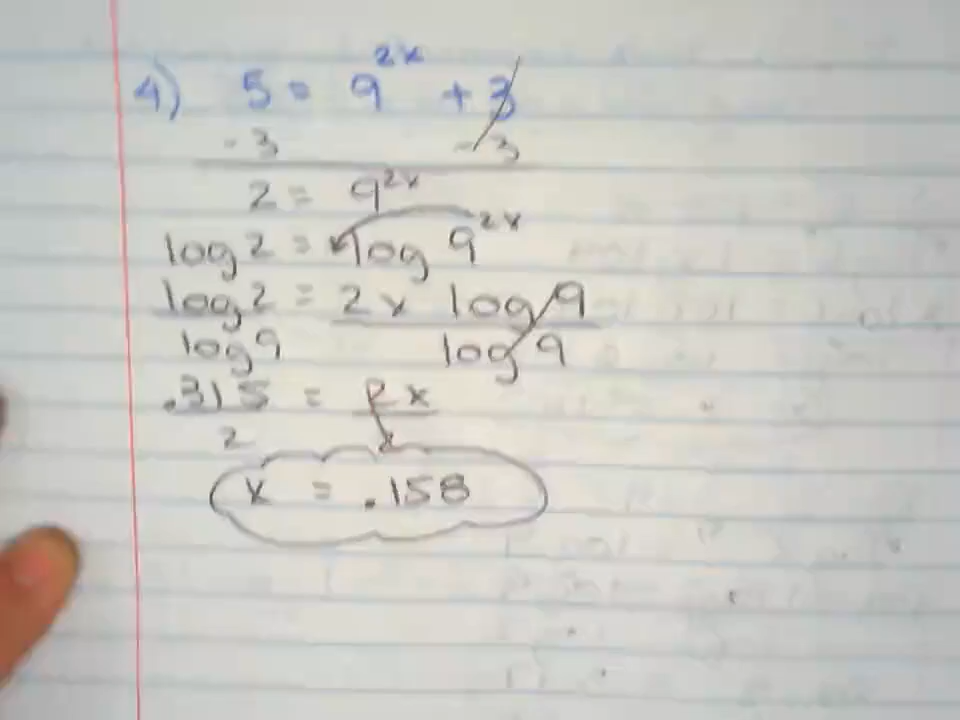 4) 5 = 9^2x + 3
- 3 - 3
2 = 9^2x
log 2 = log 9^2x
log 2 = 2x log 9
log 9 log 9
.315 = 2x
2 2
x = .158